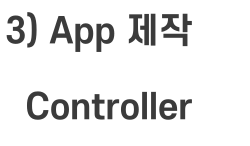 3) App 제작
Controller